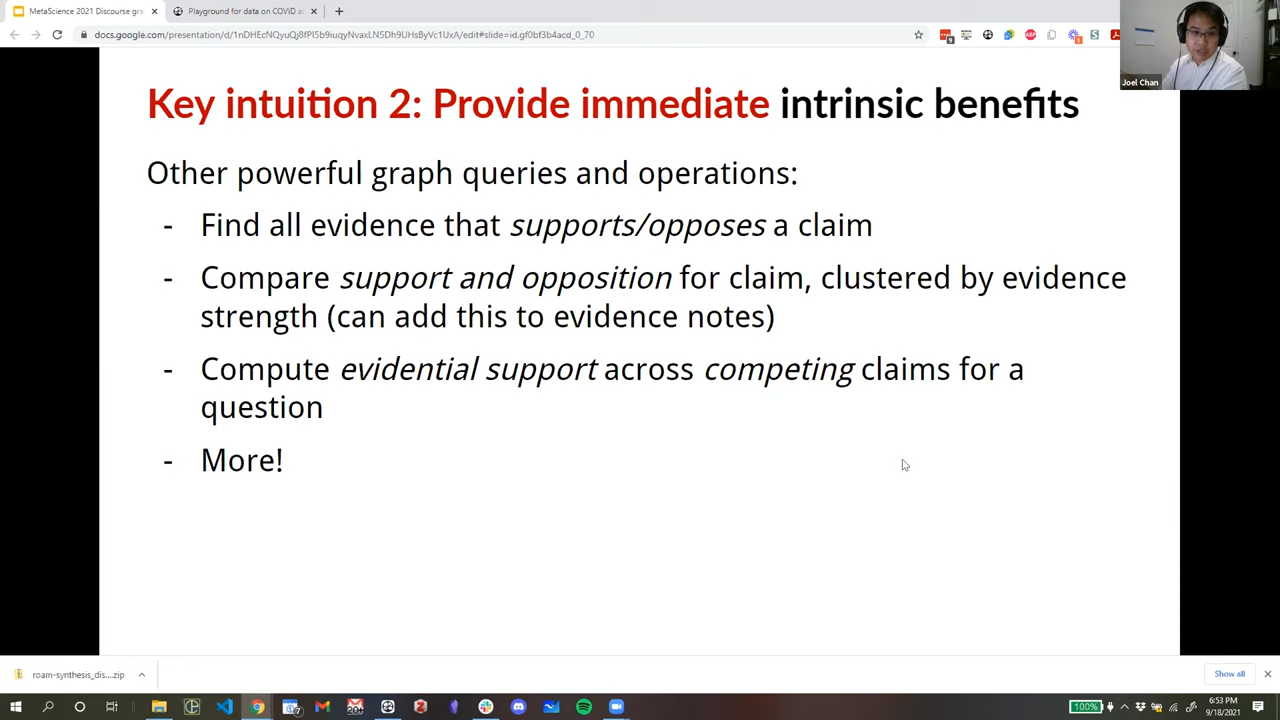 MetaScience 2021 Discourse gra
Playground for data on COVID a
docs.google.com/presentation/d/1nDHEcNQyuQj8fPI5b9iuqyNvaxLN5Dh9UHsByVc1UxA/edit#slide=id.gf0bf3b4acd_0_70
Joel Chan
Key intuition 2: Provide immediate intrinsic benefits
Other powerful graph queries and operations:
- Find all evidence that supports/opposes a claim
- Compare support and opposition for claim, clustered by evidence
strength (can add this to evidence notes)
- Compute evidential support across competing claims for a
question
- More!
roam-synthesis_dis....zip
Show all
100%
6:53 PM
9/18/2021